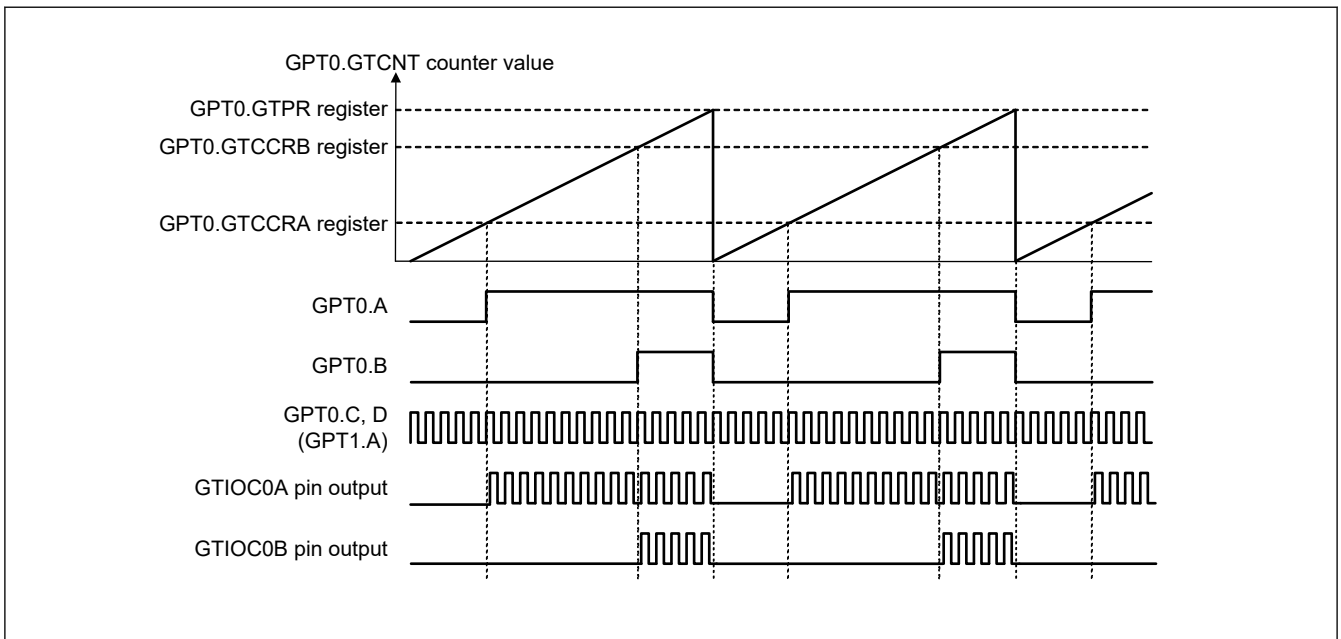 GPT0.GTCNT counter value
GPT0.GTPR register
GPT0.GTCCRB register
GPT0.GTCCRA register
GPT0.A
GPT0.B
GPT0.C, D
(GPT1.A)
GTIOC0A pin output
GTIOC0B pin output